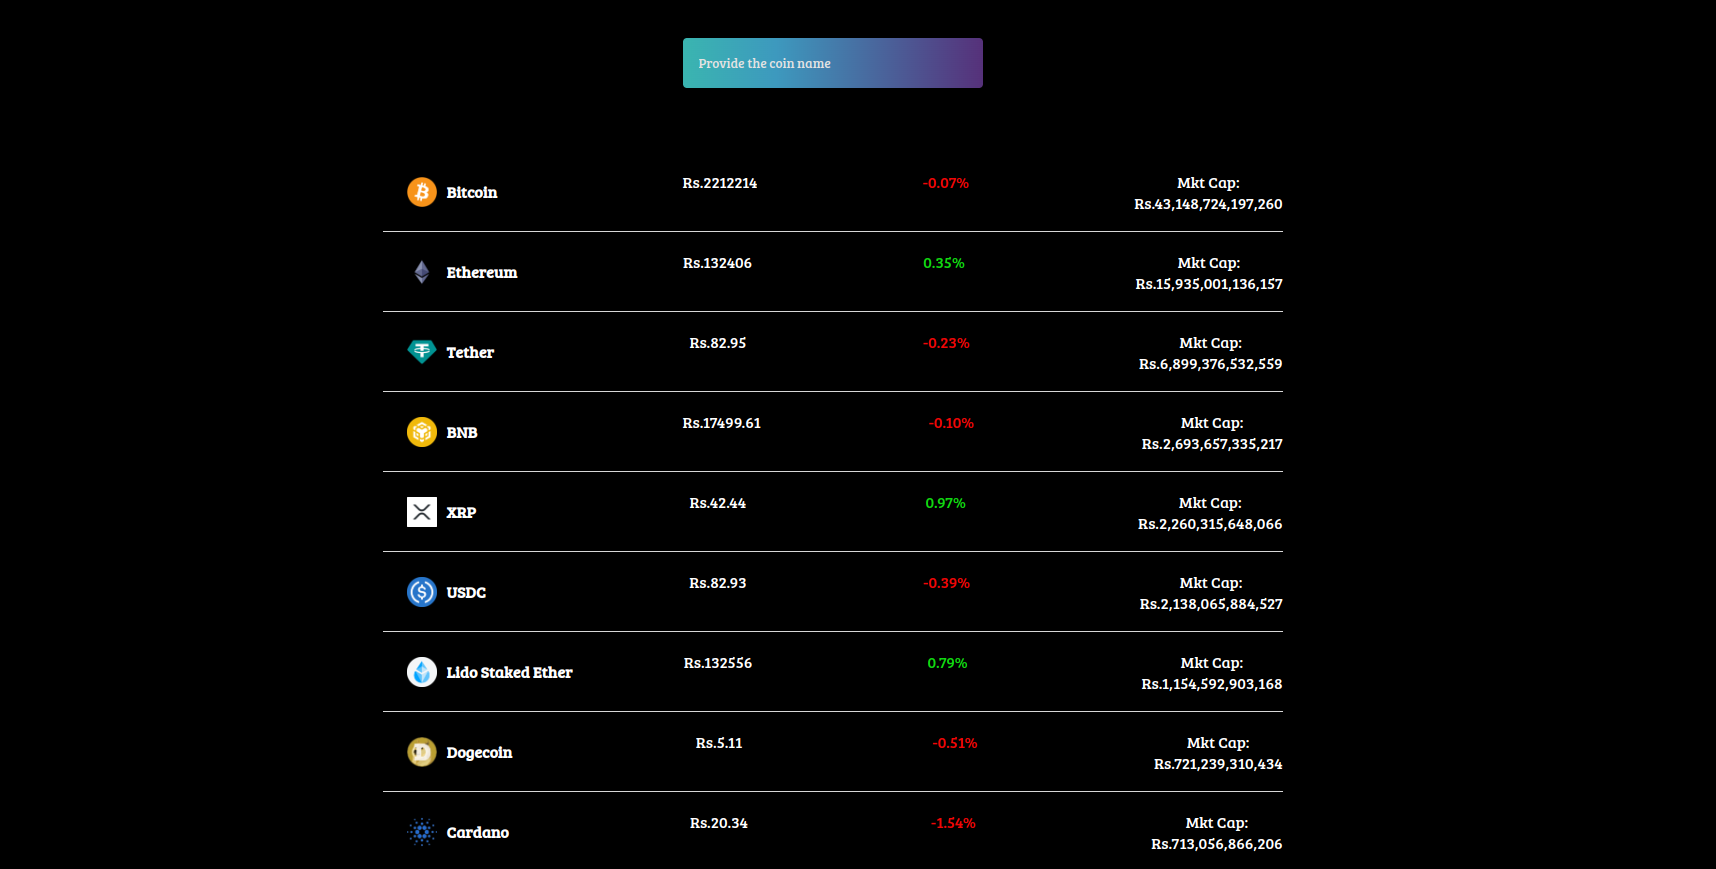 Provide the coin name
Bitcoin Rs.2212214 -0.07% Mkt Cap:
Rs.43,148,724,197,260
Ethereum Rs.132406 0.35% Mkt Cap:
Rs.15,935,001,136,157
Tether Rs.82.95 -0.23% Mkt Cap:
Rs.6,899,376,532,559
BNB Rs.17499.61 -0.10% Mkt Cap:
Rs.2,693,657,335,217
XRP Rs.42.44 0.97% Mkt Cap:
Rs.2,260,315,648,066
USDC Rs.82.93 -0.39% Mkt Cap:
Rs.2,138,065,884,527
Lido Staked Ether Rs.132556 0.79% Mkt Cap:
Rs.1,154,592,903,168
Dogecoin Rs.5.11 -0.51% Mkt Cap:
Rs.721,239,310,434
Cardano Rs.20.34 -1.54% Mkt Cap:
Rs.713,056,866,206